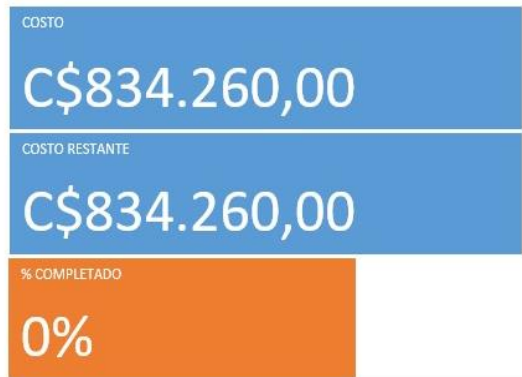 COSTO
C$834.260,00
COSTO RESTANTE
C$834.260,00
% COMPLETADO
0%